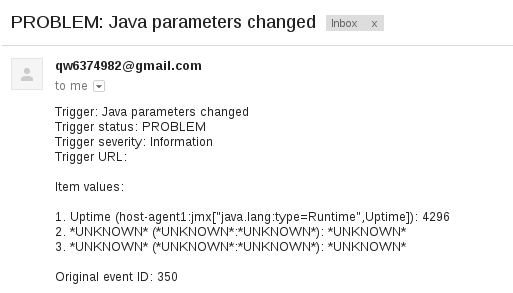 PROBLEM: Java parameters changed Inbox x
qw6374982@gmail.com
to me
Trigger: Java parameters changed
Trigger status: PROBLEM
Trigger severity: Information
Trigger URL:
Item values:
1. Uptime (host-agent1:jmx["java.lang:type=Runtime",Uptime]): 4296
2. *UNKNOWN* (*UNKNOWN*:*UNKNOWN*): *UNKNOWN*
3. *UNKNOWN* (*UNKNOWN*:*UNKNOWN*): *UNKNOWN*
Original event ID: 350